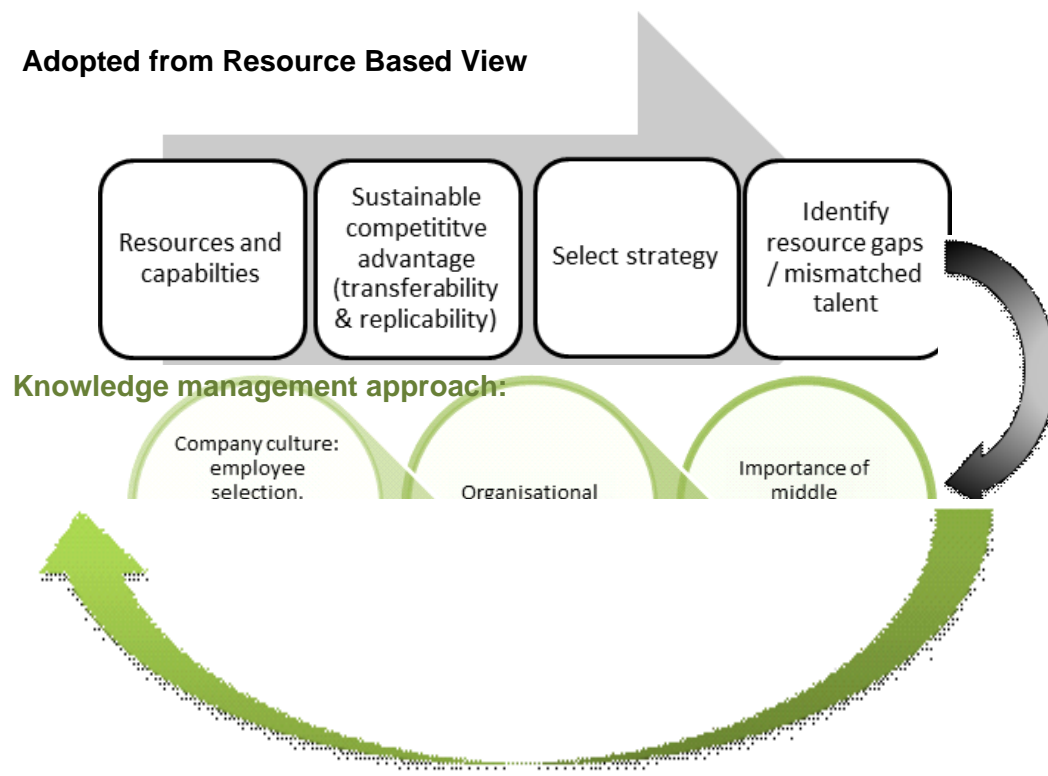 Adopted from Resource Based View
Resources and
capabilties
Sustainable
competititve
advantage
(transferability
& replicability)
Select strategy
Identify
resource gaps
/ mismatched
talent
Knowledge management approach:
Company culture:
employee
selection,
Organisational
Importance of
middle